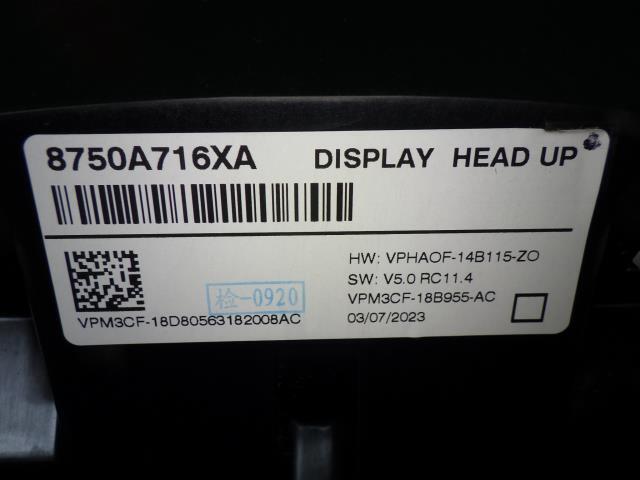 8750A716XA DISPLAY HEAD UP
HW: VPHAOF-14B115-ZO
SW: V5.0 RC11.4
VPM3CF-18B955-AC
03/07/2023
检-0920
VPM3CF-18D80563182008AC